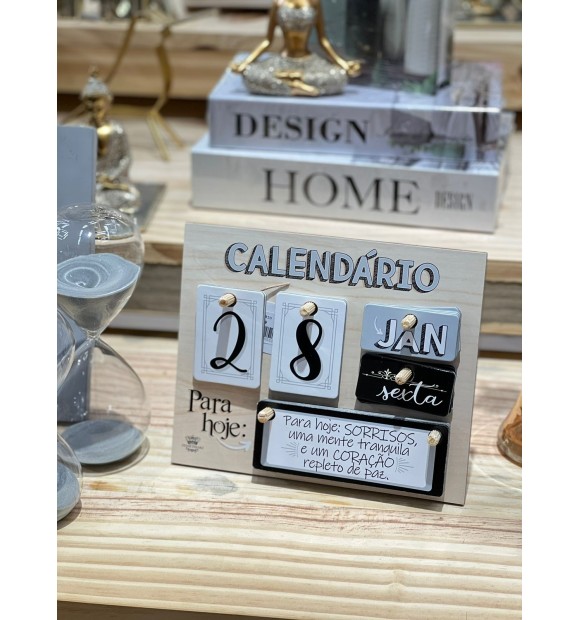 DESIGN
HOME
DESIGN
CALENDÁRIO
2 8
JAN
sexta
Para
hoje:
Para hoje: SORRISOS,
uma mente tranquila
e um CORAÇÃO
repleto de paz.